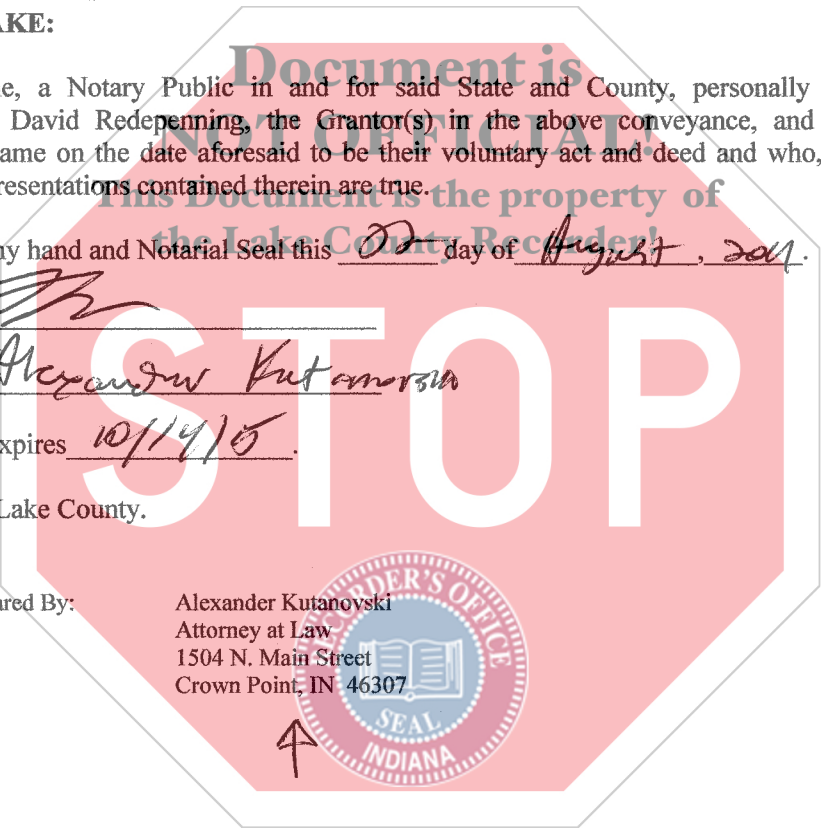 AKE:
Document is
e, a Notary Public in and for said State and County, personally
David Redepenning, the Grantor(s) in the above conveyance, and
NOT OFFICIAL!
ame on the date aforesaid to be their voluntary act and deed and who,
resentations contained therein are true.
This Document is the property of
the Lake County Recorder!
ny hand and Notarial Seal this 22 day of August, 2011.
STOP
Alexander Kutanovski
xpires 10/14/15.
Lake County.
ared By:
Alexander Kutanovski
Attorney at Law
1504 N. Main Street
Crown Point, IN 46307
RECORDER'S OFFICE
SEAL
INDIANA